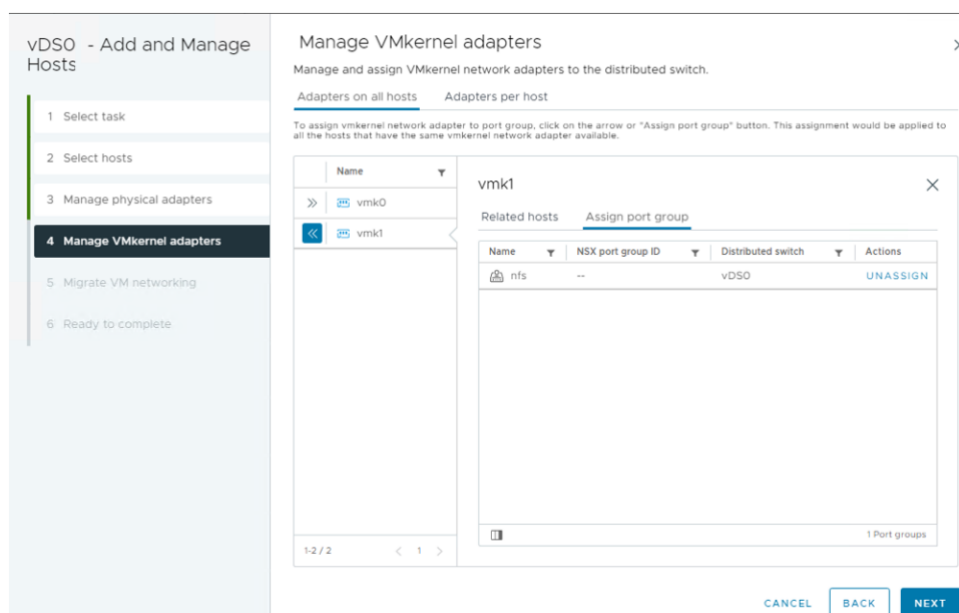 vDS0 - Add and Manage
Hosts
1 Select task
2 Select hosts
3 Manage physical adapters
4 Manage VMkernel adapters
5 Migrate VM networking
6 Ready to complete
Manage VMkernel adapters
Manage and assign VMkernel network adapters to the distributed switch.
Adapters on all hosts Adapters per host
To assign vmkernel network adapter to port group, click on the arrow or "Assign port group" button. This assignment would be applied to
all the hosts that have the same vmkernel network adapter available.
Name
vmk0
vmk1
1-2 / 2 < 1 >
vmk1
Related hosts Assign port group
Name NSX port group ID Distributed switch Actions
nfs -- vDS0 UNASSIGN
1 Port groups
CANCEL BACK NEXT